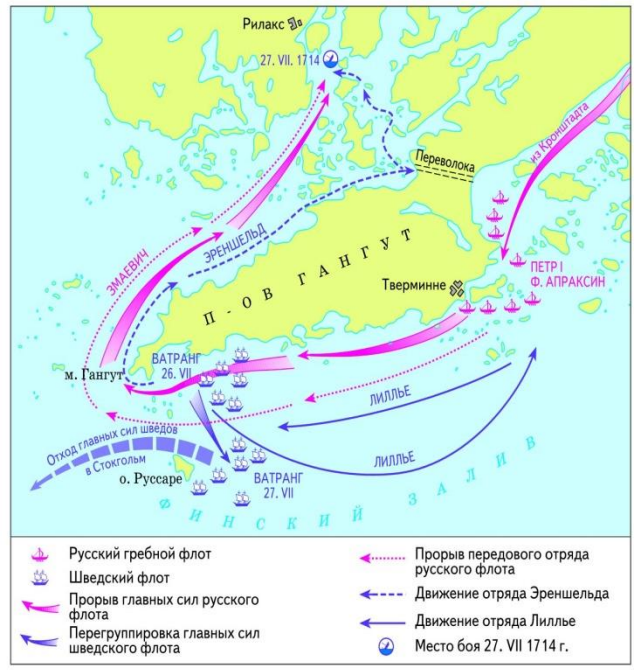 Рилакс
27. VII. 1714
из Кронштадта
Переволока
ЭРЕНШЕЛЬД
ЗМАЕВИЧ
П-ОВ ГАНГУТ
ПЕТР I
Ф. АПРАКСИН
Тверминне
ВАТРАНГ
26. VII
м. Гангут
ЛИЛЛЬЕ
Отход главных сил шведов
в Стокгольм
ЛИЛЛЬЕ
о. Руссаре
ВАТРАНГ
27. VII
ФИНСКИЙ ЗАЛИВ
Русский гребной флот
Шведский флот
Прорыв главных сил русского
флота
Перегруппировка главных сил
шведского флота
Прорыв передового отряда
русского флота
Движение отряда Эреншельда
Движение отряда Лиллье
Место боя 27. VII 1714 г.